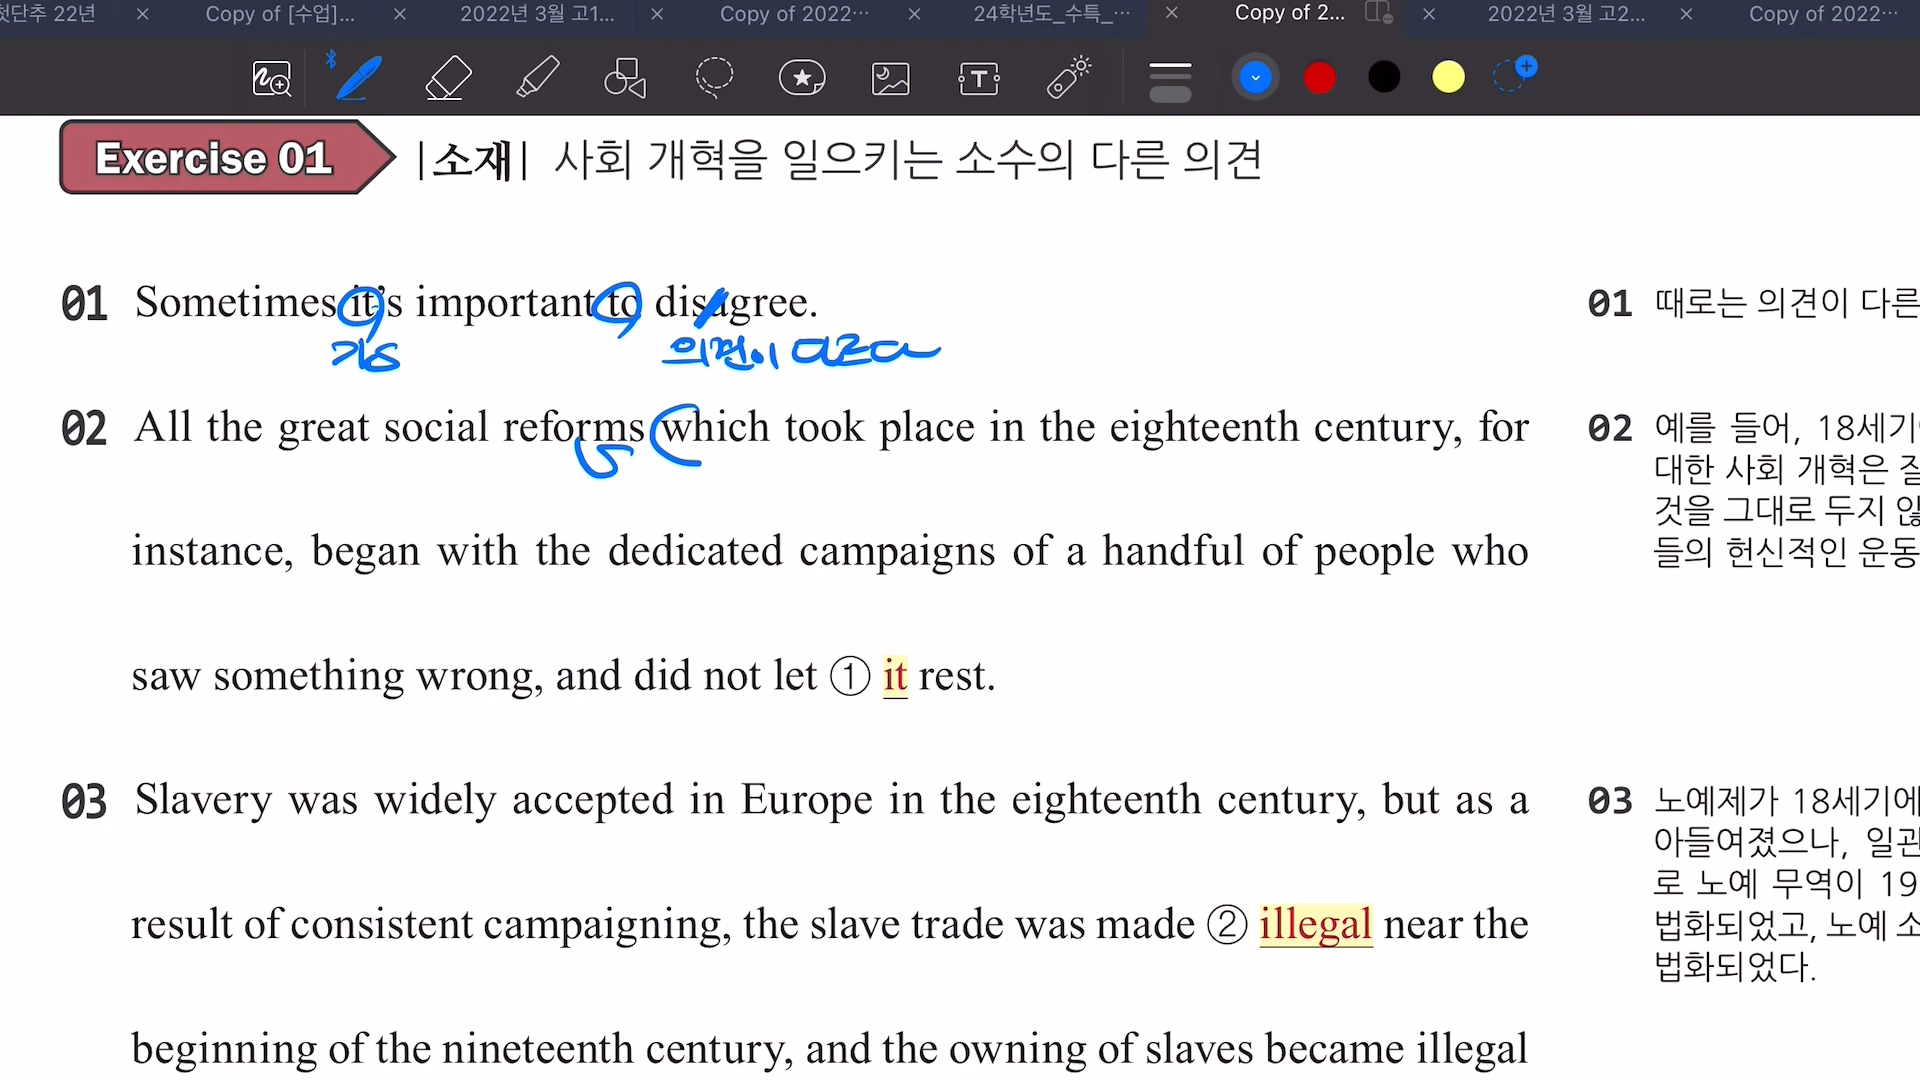 첫단추 22년 Copy of [수업]... 2022년 3월 고1... Copy of 2022... 24학년도_수특_... Copy of 2... 2022년 3월 고2... Copy of 2022...
Exercise 01 |소재| 사회 개혁을 일으키는 소수의 다른 의견
01 Sometimes it's important to disagree.
01 때로는 의견이 다른
의견이 다르다
02 All the great social reforms which took place in the eighteenth century, for
instance, began with the dedicated campaigns of a handful of people who
saw something wrong, and did not let ① it rest.
02 예를 들어, 18세기
대한 사회 개혁은 잘
것을 그대로 두지 않
들의 헌신적인 운동
03 Slavery was widely accepted in Europe in the eighteenth century, but as a
result of consistent campaigning, the slave trade was made ② illegal near the
beginning of the nineteenth century, and the owning of slaves became illegal
03 노예제가 18세기에
아들여졌으나, 일관
로 노예 무역이 19
법화되었고, 노예 소
법화되었다.